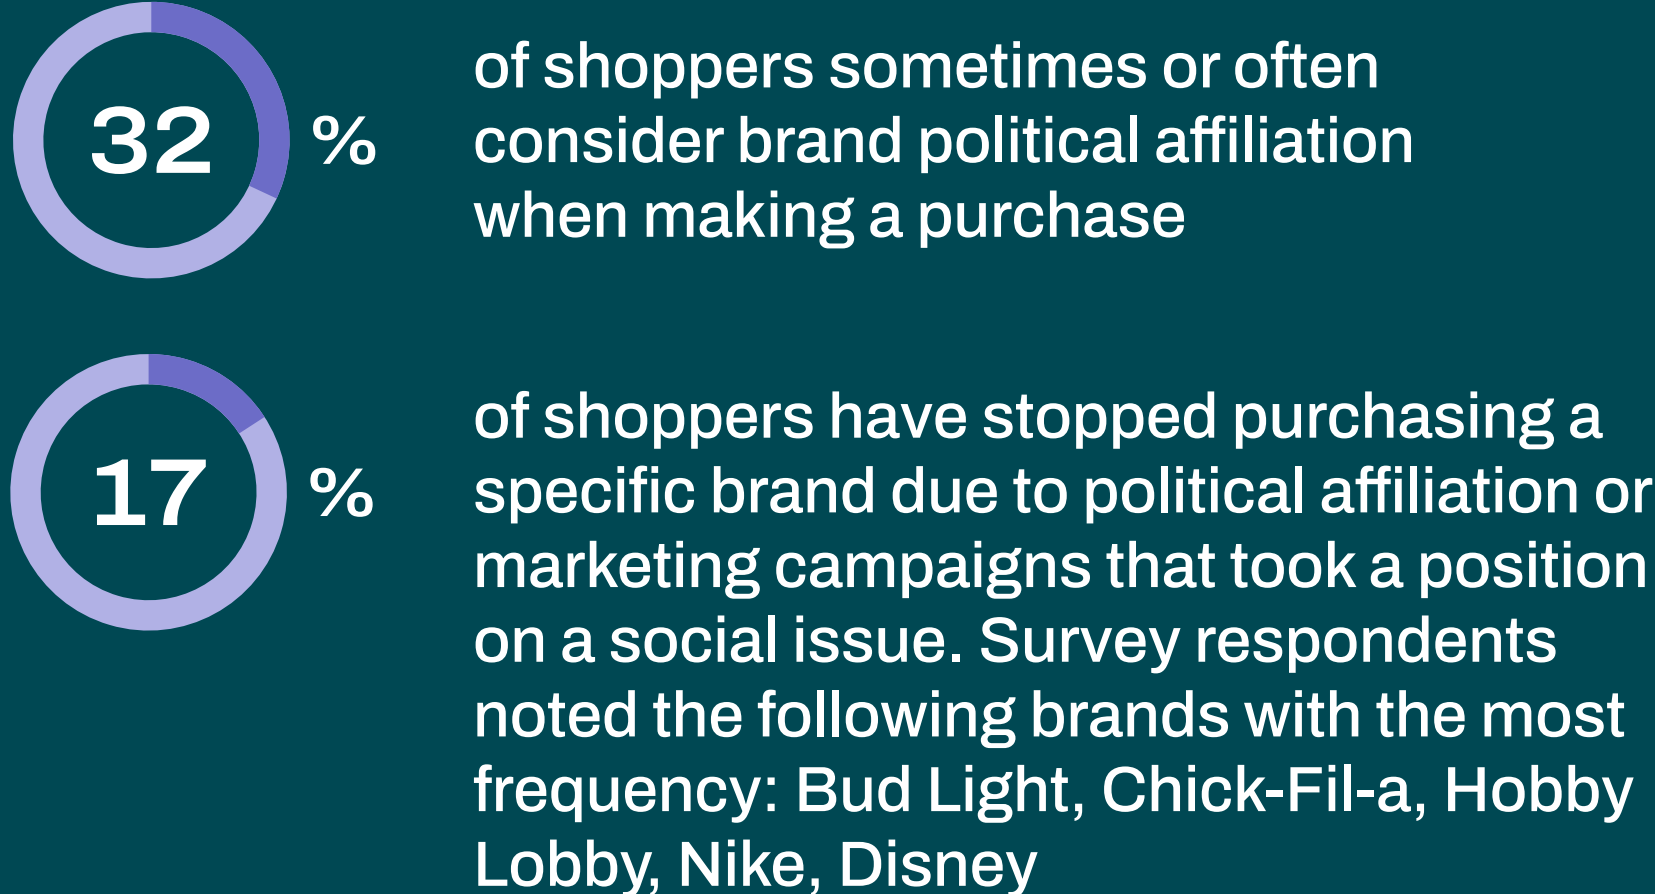 32 %
of shoppers sometimes or often
consider brand political affiliation
when making a purchase
17 %
of shoppers have stopped purchasing a
specific brand due to political affiliation or
marketing campaigns that took a position
on a social issue. Survey respondents
noted the following brands with the most
frequency: Bud Light, Chick-Fil-a, Hobby
Lobby, Nike, Disney